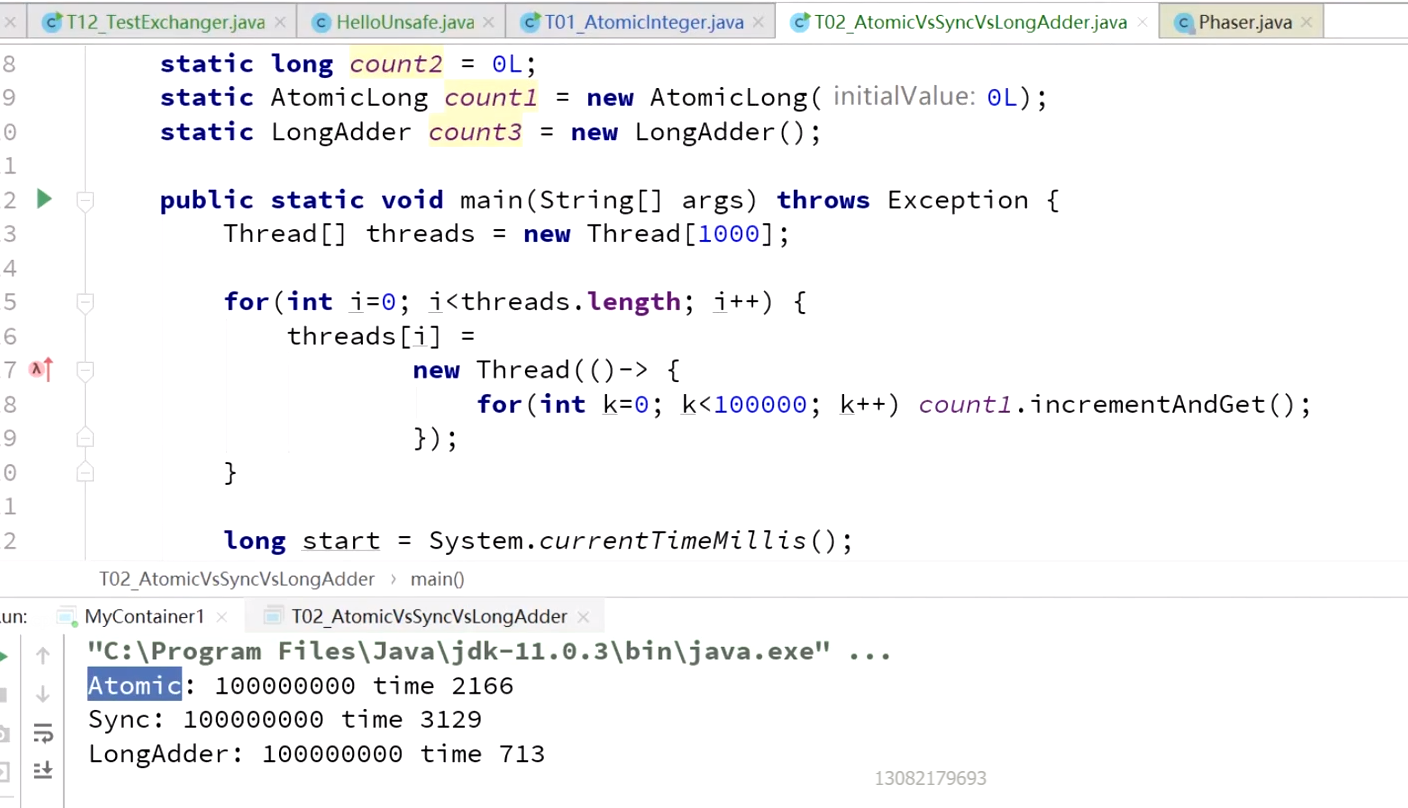 T12_TestExchanger.java HelloUnsafe.java T01_AtomicInteger.java T02_AtomicVsSyncVsLongAdder.java Phaser.java
8 static long count2 = 0L;
9 static AtomicLong count1 = new AtomicLong( initialValue: 0L);
0 static LongAdder count3 = new LongAdder();
1
2 public static void main(String[] args) throws Exception {
3 Thread[] threads = new Thread[1000];
4
5 for(int i=0; i<threads.length; i++) {
6 threads[i] =
7 new Thread(()-> {
8 for(int k=0; k<100000; k++) count1.incrementAndGet();
9 });
0 }
1
2 long start = System.currentTimeMillis();
T02_AtomicVsSyncVsLongAdder › main()
un: MyContainer1 T02_AtomicVsSyncVsLongAdder
"C:\Program Files\Java\jdk-11.0.3\bin\java.exe" ...
Atomic: 100000000 time 2166
Sync: 100000000 time 3129
LongAdder: 100000000 time 713
13082179693